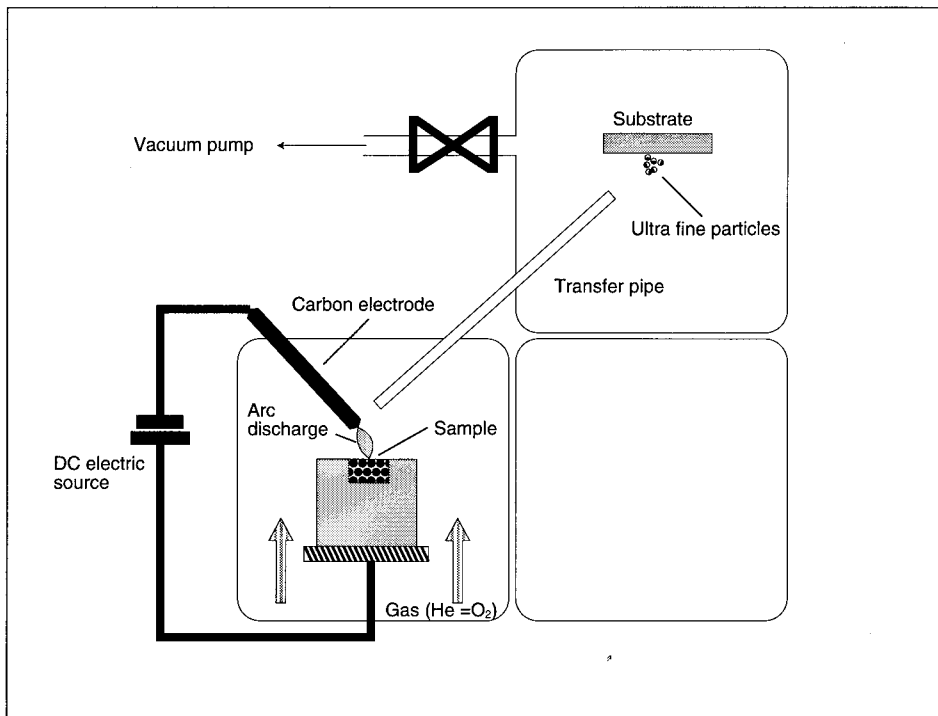 Substrate
Vacuum pump
Ultra fine particles
Transfer pipe
Carbon electrode
Arc
discharge
Sample
DC electric
source
Gas (He =O₂)